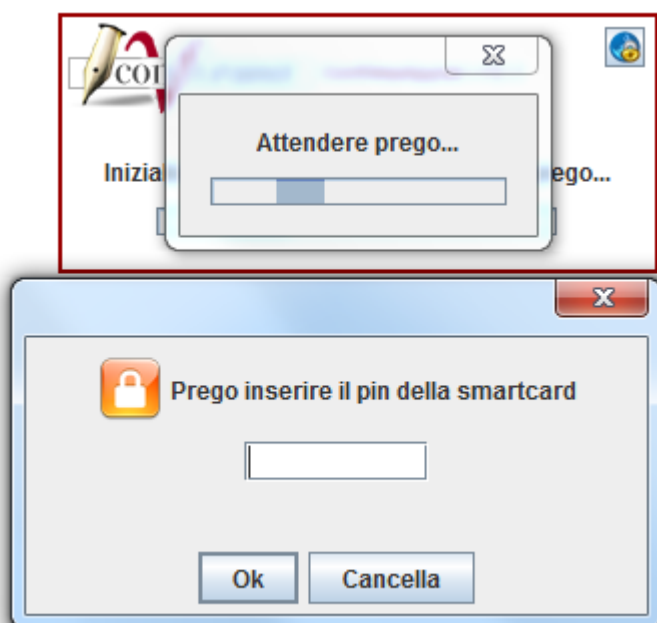 Attendere prego...
Prego inserire il pin della smartcard
Ok
Cancella